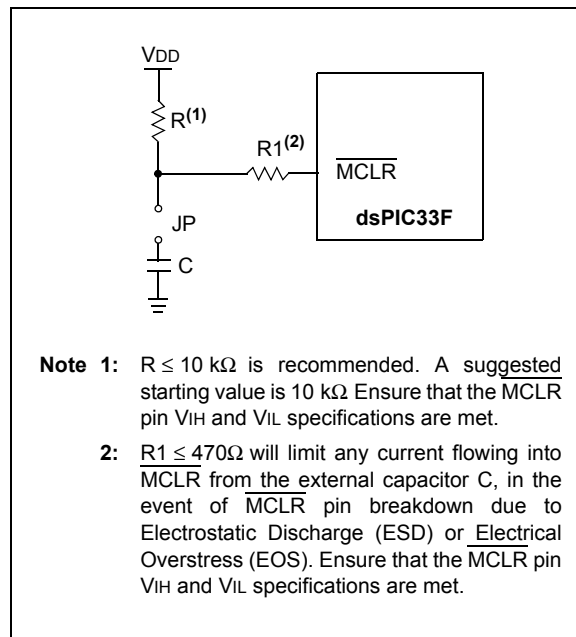 VDD
R(1)
R1(2)
MCLR
dsPIC33F
JP
C
Note 1: R ≤ 10 kΩ is recommended. A suggested
starting value is 10 kΩ Ensure that the MCLR
pin VIH and VIL specifications are met.
2: R1 ≤ 470Ω will limit any current flowing into
MCLR from the external capacitor C, in the
event of MCLR pin breakdown due to
Electrostatic Discharge (ESD) or Electrical
Overstress (EOS). Ensure that the MCLR pin
VIH and VIL specifications are met.